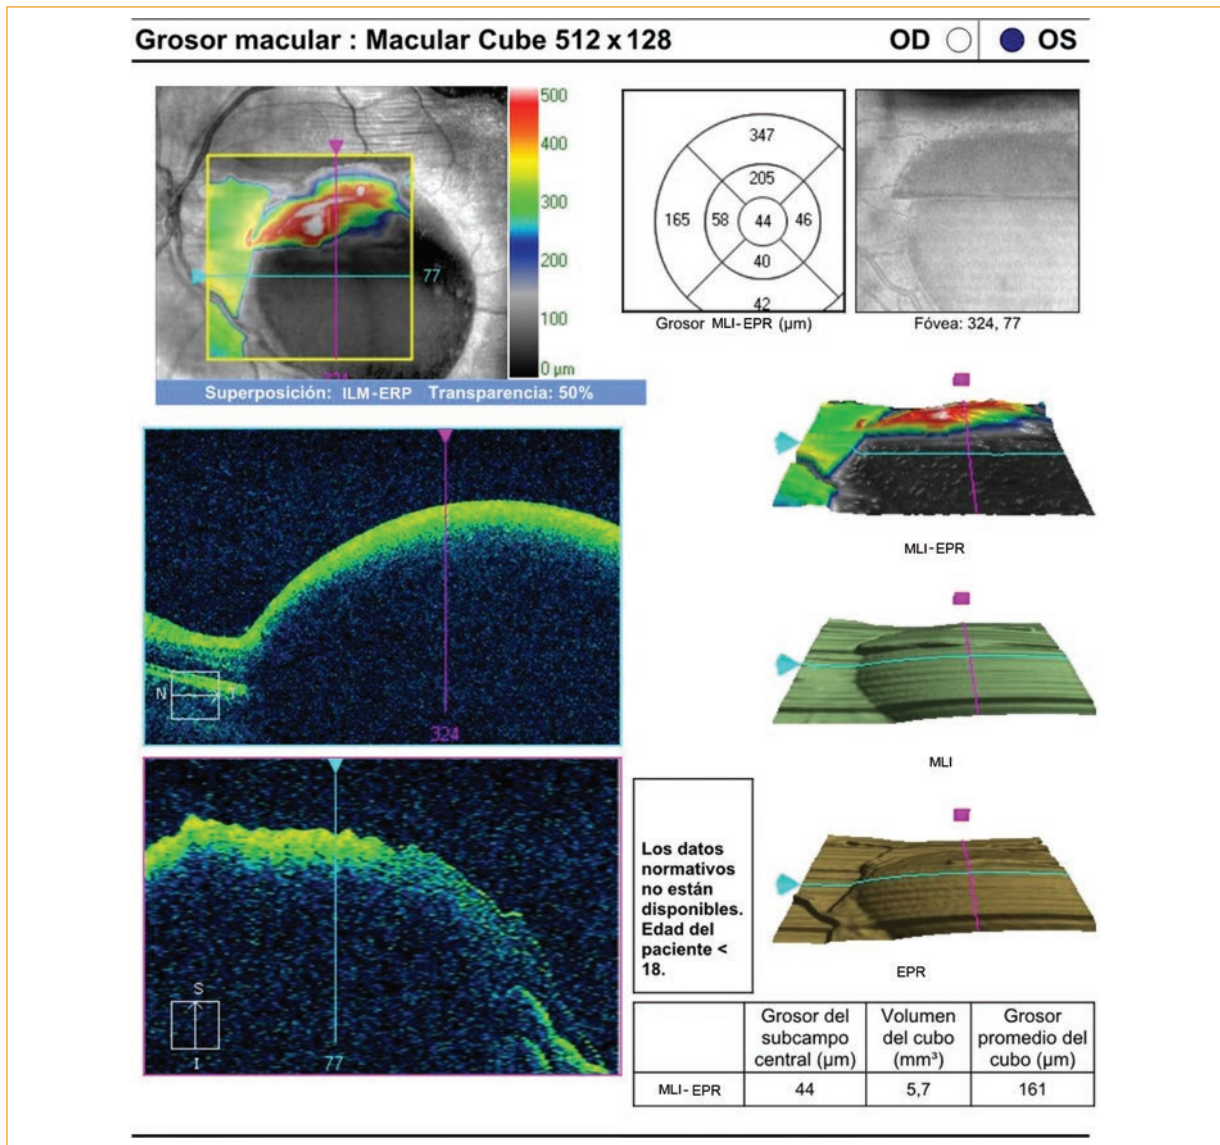 Grosor macular : Macular Cube 512 x 128
OD OS
500
400
300
200
100
0 µm
77
Superposición: ILM-ERP Transparencia: 50%
347
205
165 58 44 46
40
42
Grosor MLI-EPR (µm)
Fóvea: 324, 77
MLI-EPR
324
N T
MLI
Los datos
normativos
no están
disponibles.
Edad del
paciente <
18.
EPR
S
I
77
Grosor del
subcampo
central (µm)
Volumen
del cubo
(mm³)
Grosor
promedio del
cubo (µm)
MLI-EPR 44 5,7 161